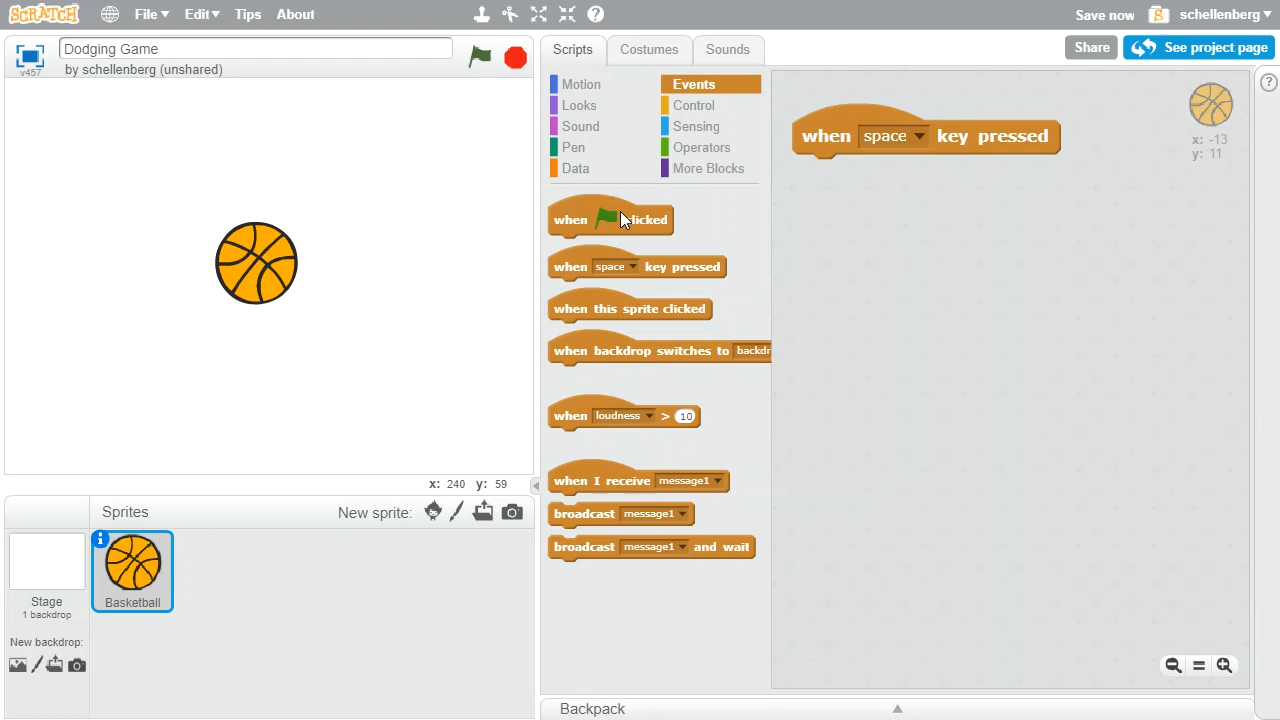 SCRATCH File Edit Tips About Save now schellenberg
v457 Dodging Game
by schellenberg (unshared)
Scripts Costumes Sounds Share See project page
Motion Events
Looks Control
Sound Sensing
Pen Operators
Data More Blocks
when clicked
when space key pressed
when this sprite clicked
when backdrop switches to backdr
when loudness > 10
when I receive message1
broadcast message1
broadcast message1 and wait
when space key pressed
x: -13
y: 11
x: 240 y: 59
Sprites New sprite:
Stage
1 backdrop
New backdrop:
Basketball
Backpack